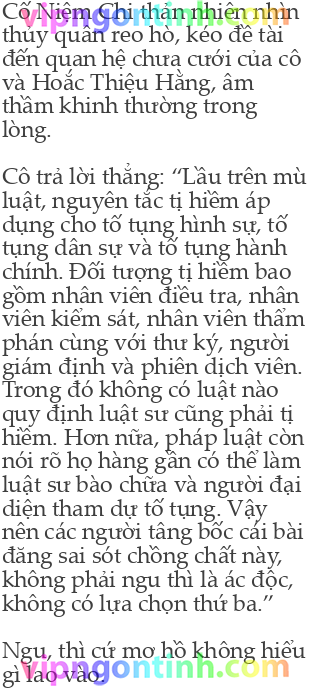 vipngontinh.com
Cố Niệm Chi thản nhiên nhìn
thủy quân reo hò, kéo đề tài
đến quan hệ chưa cưới của cô
và Hoắc Thiệu Hằng, âm
thầm khinh thường trong
lòng.
Cô trả lời thẳng: “Lầu trên mù
luật, nguyên tắc tị hiềm áp
dụng cho tố tụng hình sự, tố
tụng dân sự và tố tụng hành
chính. Đối tượng tị hiềm bao
gồm nhân viên điều tra, nhân
viên kiểm sát, nhân viên thẩm
phán cùng với thư ký, người
giám định và phiên dịch viên.
Trong đó không có luật nào
quy định luật sư cũng phải tị
hiềm. Hơn nữa, pháp luật còn
nói rõ họ hàng gần có thể làm
luật sư bào chữa và người đại
diện tham dự tố tụng. Vậy
nên các người tâng bốc cái bài
đăng sai sót chồng chất này,
không phải ngu thì là ác độc,
không có lựa chọn thứ ba.”
Ngu, thì cứ mơ hồ không hiểu
gì lao vào.
vipngontinh.com